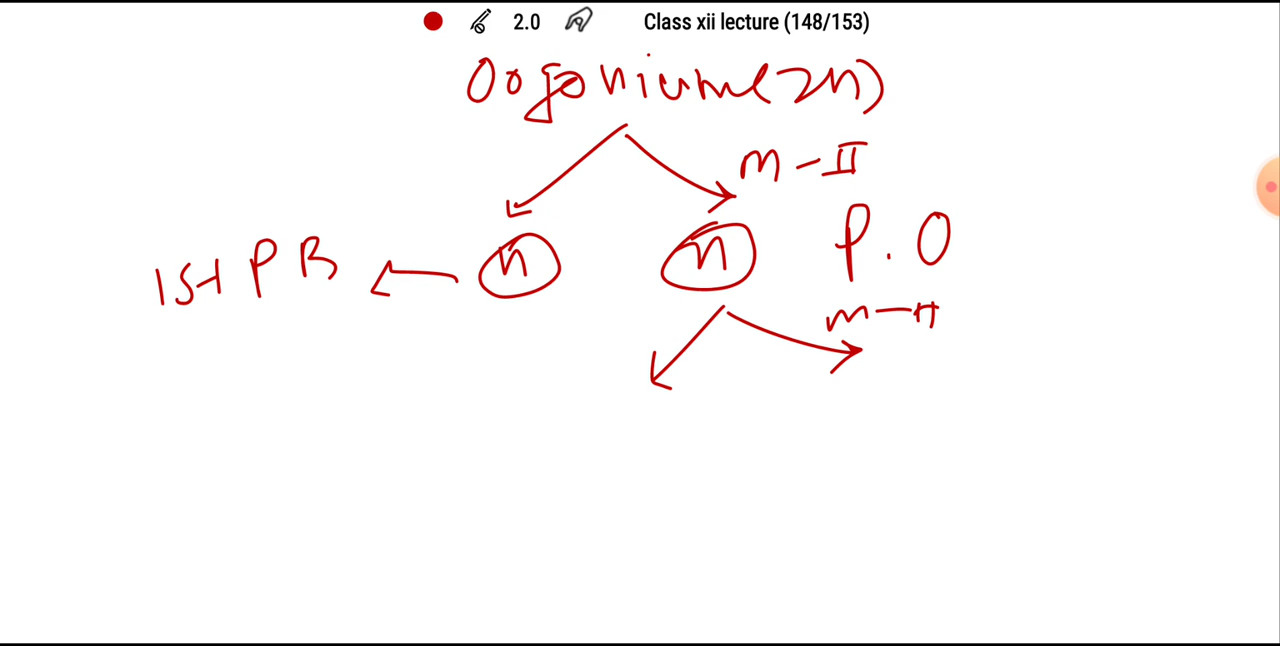 2.0 Class xii lecture (148/153)
Oogonium(2n)
m-II
n n P.O
1st PB
m-II